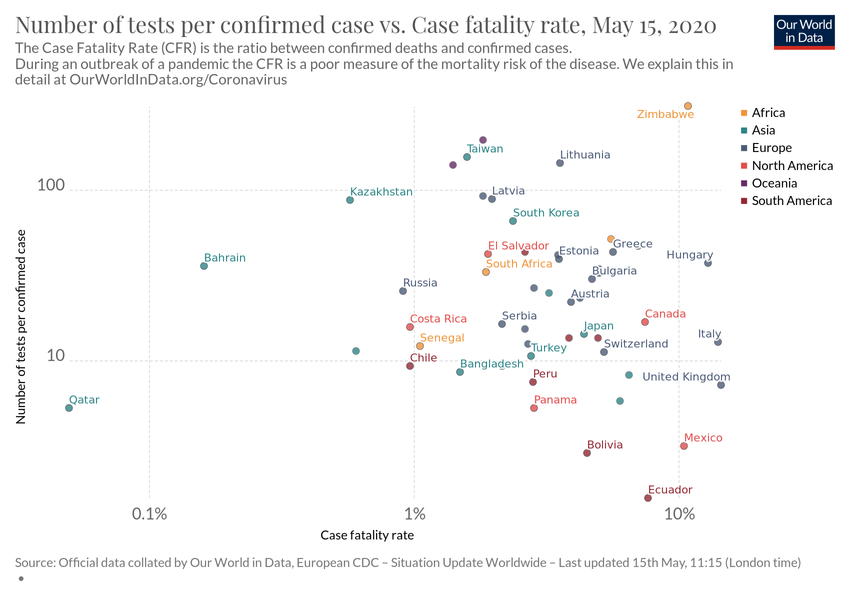 Number of tests per confirmed case vs. Case fatality rate, May 15, 2020
Our World
in Data
The Case Fatality Rate (CFR) is the ratio between confirmed deaths and confirmed cases.
During an outbreak of a pandemic the CFR is a poor measure of the mortality risk of the disease. We explain this in
detail at OurWorldInData.org/Coronavirus
Zimbabwe
Africa
Asia
Europe
North America
Oceania
South America
Taiwan
Lithuania
100
Kazakhstan
Latvia
South Korea
El Salvador
Estonia
Greece
Hungary
Bahrain
South Africa
Bulgaria
Russia
Austria
Costa Rica
Serbia
Canada
Senegal
Japan
Italy
Switzerland
10
Chile
Bangladesh
Turkey
Peru
United Kingdom
Qatar
Panama
Bolivia
Mexico
Ecuador
Number of tests per confirmed case
0.1%
1%
10%
Case fatality rate
Source: Official data collated by Our World in Data, European CDC – Situation Update Worldwide – Last updated 15th May, 11:15 (London time)
•